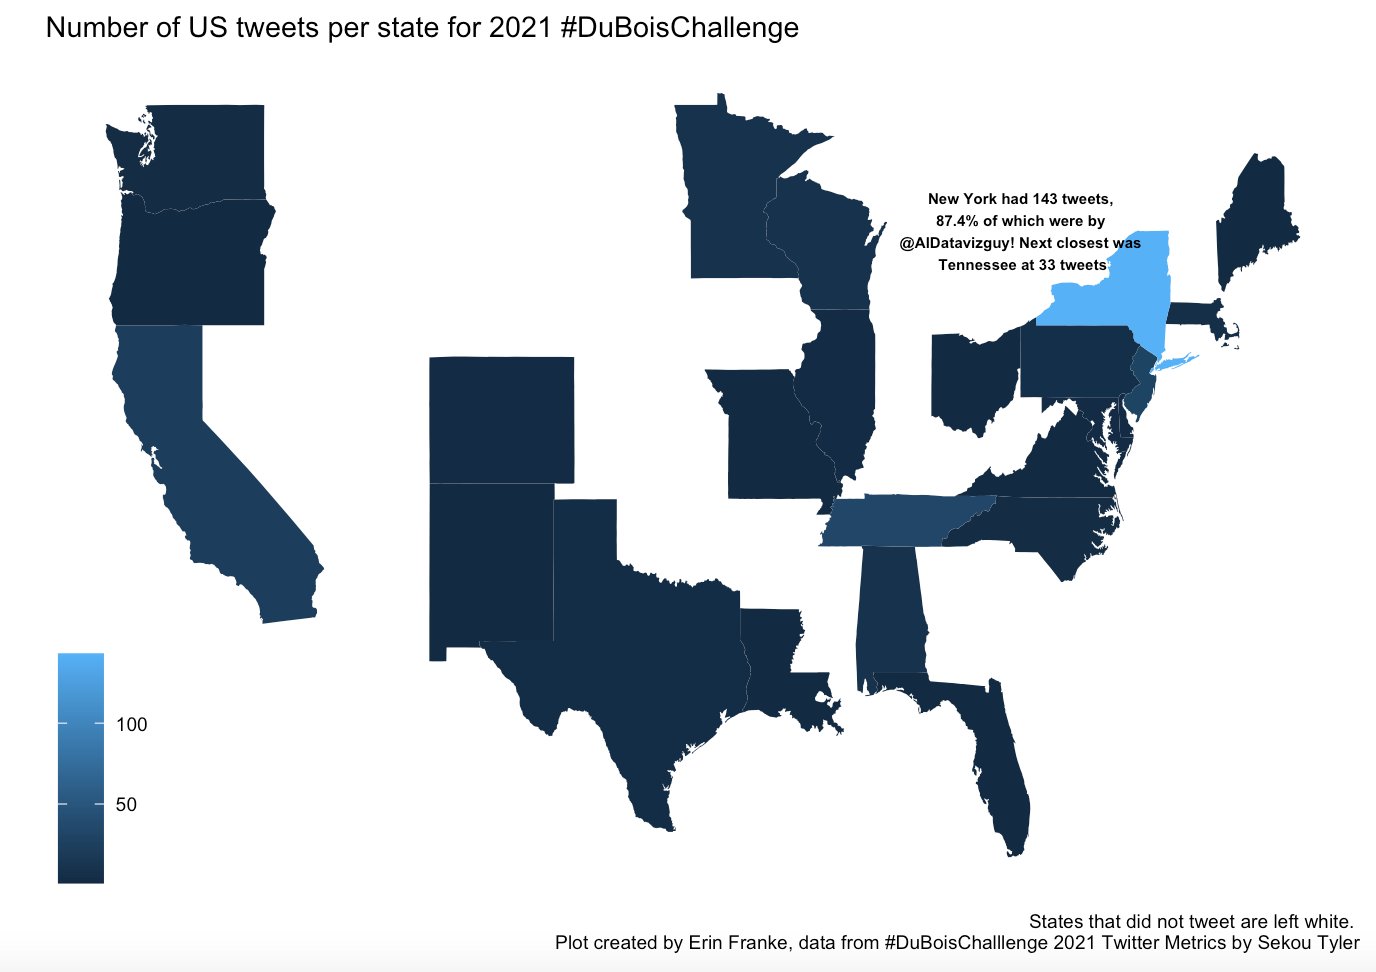 Number of US tweets per state for 2021 #DuBoisChallenge
New York had 143 tweets,
87.4% of which were by
@AlDatavizguy! Next closest was
Tennessee at 33 tweets
100
50
States that did not tweet are left white.
Plot created by Erin Franke, data from #DuBoisChalllenge 2021 Twitter Metrics by Sekou Tyler